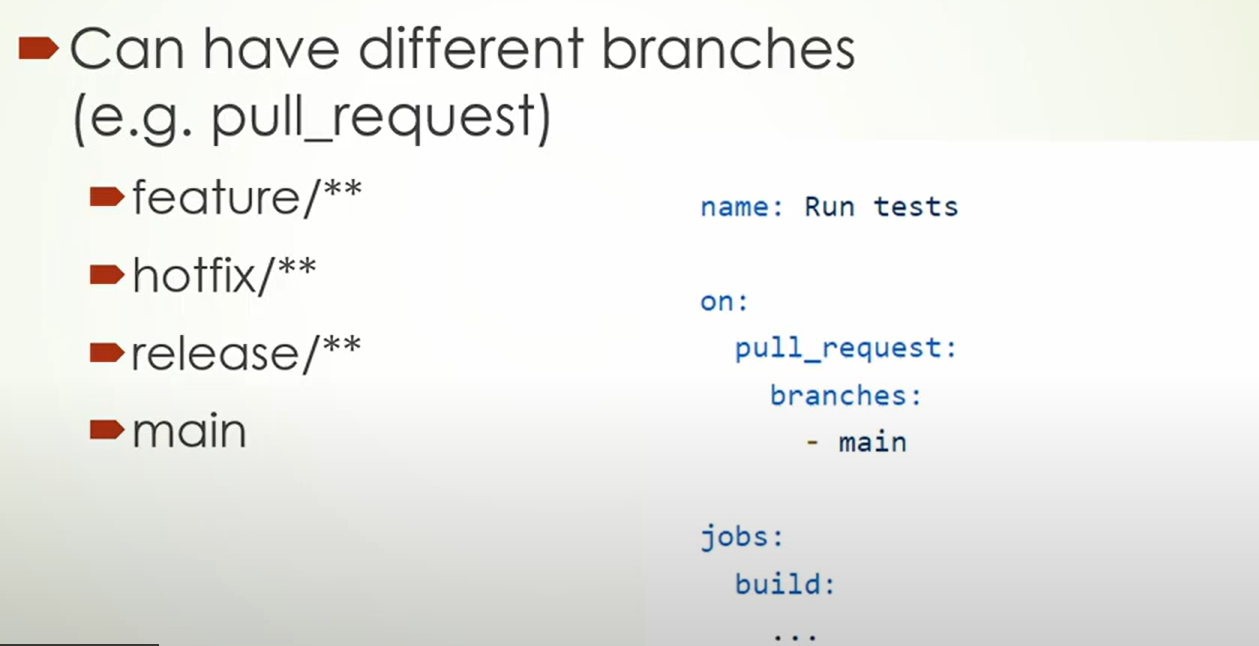 Can have different branches
(e.g. pull_request)
feature/**
hotfix/**
release/**
main
name: Run tests
on:
pull_request:
branches:
- main
jobs:
build:
...